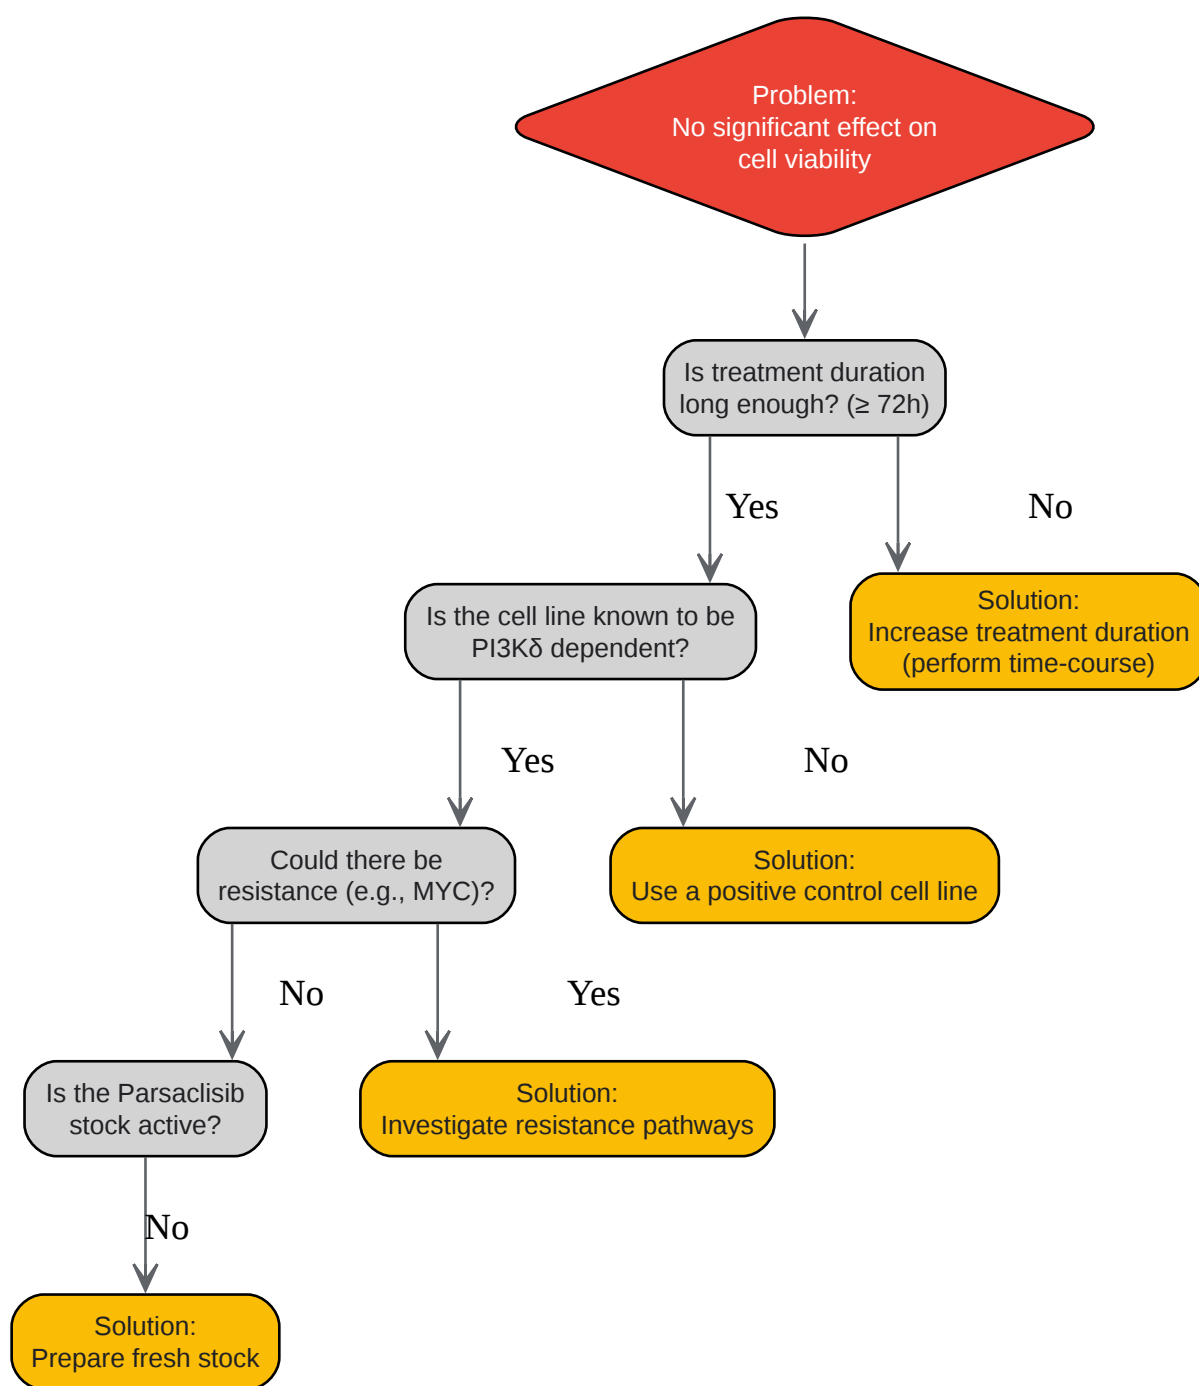 Problem:
No significant effect on
cell viability
Is treatment duration
long enough? (≥ 72h)
Yes
No
Is the cell line known to be
PI3Kδ dependent?
Solution:
Increase treatment duration
(perform time-course)
Yes
No
Could there be
resistance (e.g., MYC)?
Solution:
Use a positive control cell line
No
Yes
Is the Parsaclisib
stock active?
Solution:
Investigate resistance pathways
No
Solution:
Prepare fresh stock